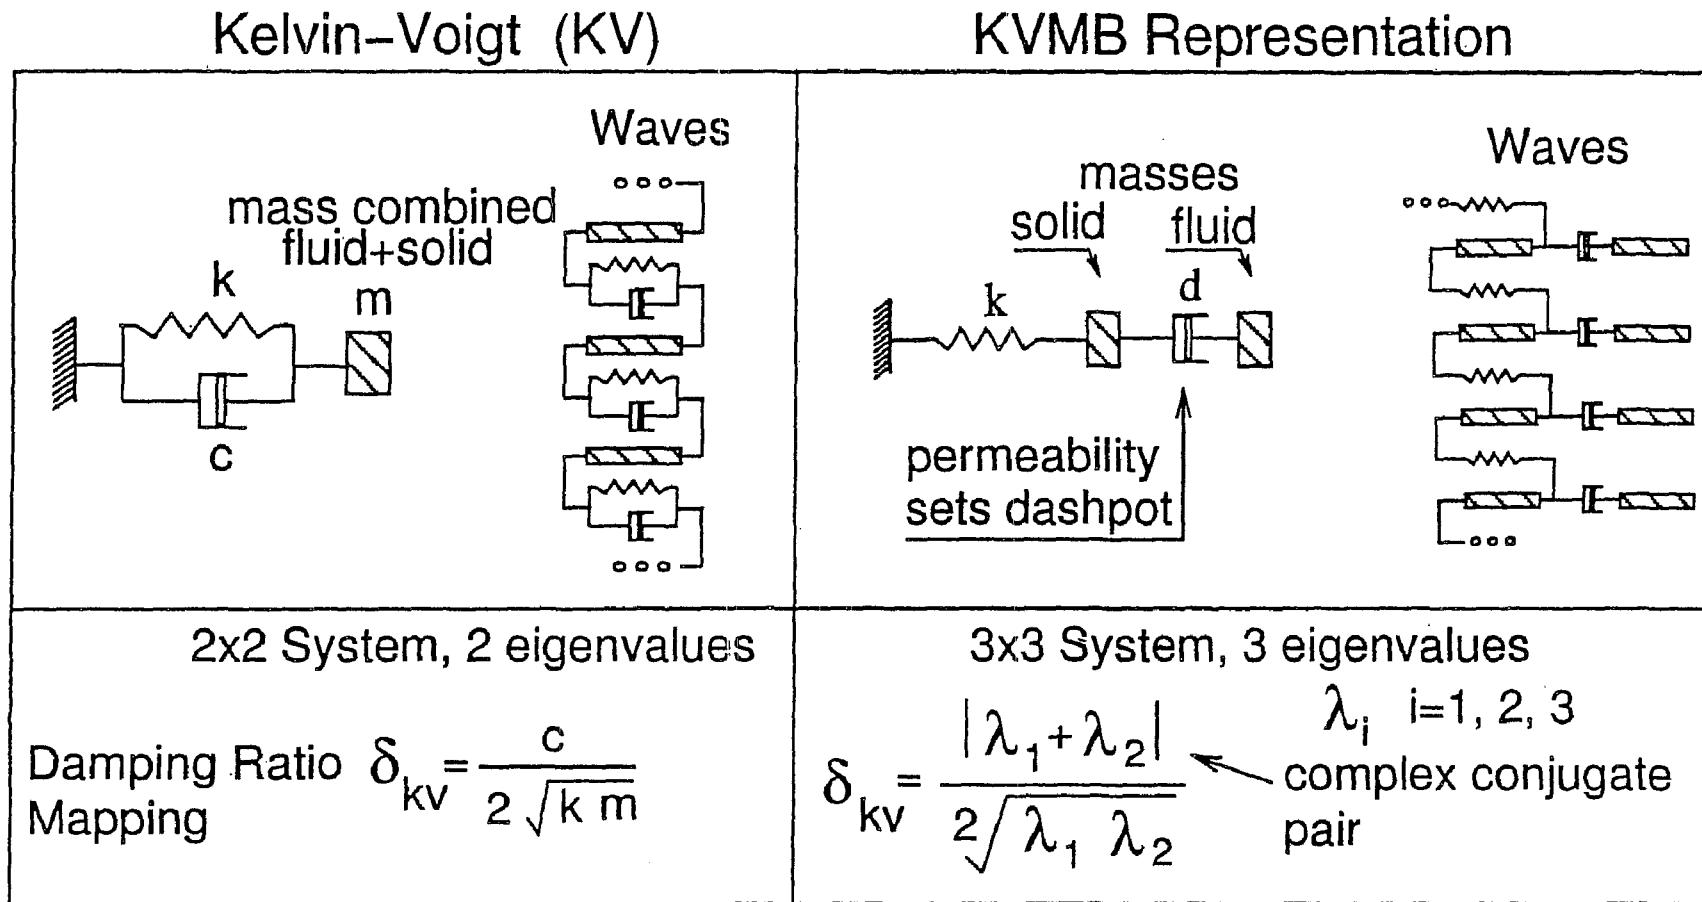 Kelvin–Voigt (KV)
KVMB Representation
Waves
mass combined
fluid+solid
k
m
c
Waves
masses
solid
fluid
k
d
permeability
sets dashpot
2x2 System, 2 eigenvalues
Damping Ratio
Mapping
δkv = c / 2 √k m
3x3 System, 3 eigenvalues
λi i=1, 2, 3
δkv = |λ1 + λ2| / 2√λ1 λ2
complex conjugate
pair